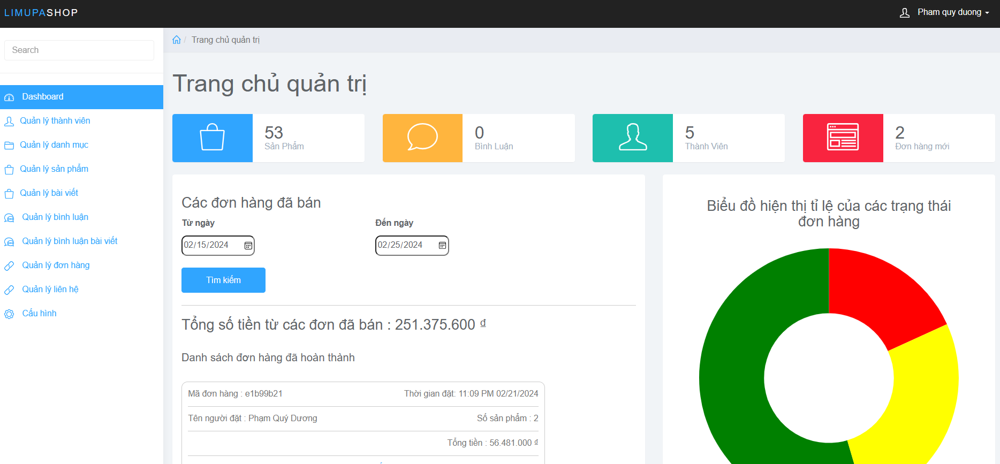 LIMUPASHOP
Pham quy duong
Search
Dashboard
Quản lý thành viên
Quản lý danh mục
Quản lý sản phẩm
Quản lý bài viết
Quản lý bình luận
Quản lý bình luận bài viết
Quản lý đơn hàng
Quản lý liên hệ
Cấu hình
/ Trang chủ quản trị
Trang chủ quản trị
53
Sản Phẩm
0
Bình Luận
5
Thành Viên
2
Đơn hàng mới
Các đơn hàng đã bán
Từ ngày
Đến ngày
02/15/2024
02/25/2024
Tìm kiếm
Tổng số tiền từ các đơn đã bán : 251.375.600 ₫
Danh sách đơn hàng đã hoàn thành
Mã đơn hàng : e1b99b21
Thời gian đặt: 11:09 PM 02/21/2024
Tên người đặt : Phạm Quý Dương
Số sản phẩm : 2
Tổng tiền : 56.481.000 ₫
Biểu đồ hiện thị tỉ lệ của các trạng thái
đơn hàng